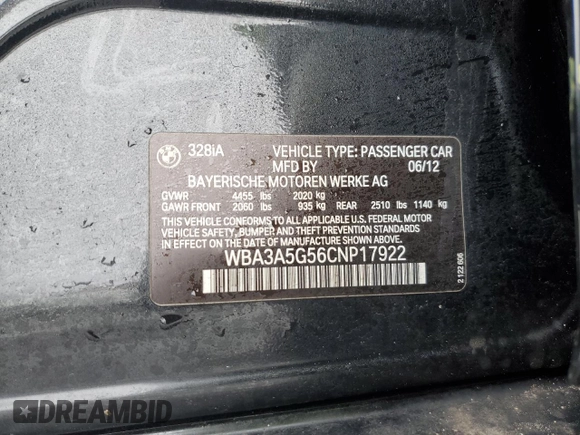 328iA VEHICLE TYPE: PASSENGER CAR
MFD BY 06/12
BAYERISCHE MOTOREN WERKE AG
GVWR 4455 lbs 2020 kg
GAWR FRONT 2060 lbs 935 kg REAR 2510 lbs 1140 kg
THIS VEHICLE CONFORMS TO ALL APPLICABLE U.S. FEDERAL MOTOR
VEHICLE SAFETY, BUMPER AND THEFT PREVENTION STANDARDS
IN EFFECT ON THE DATE OF MANUFACTURE SHOWN ABOVE.
WBA3A5G56CNP17922
2 122 606
DREAMBID